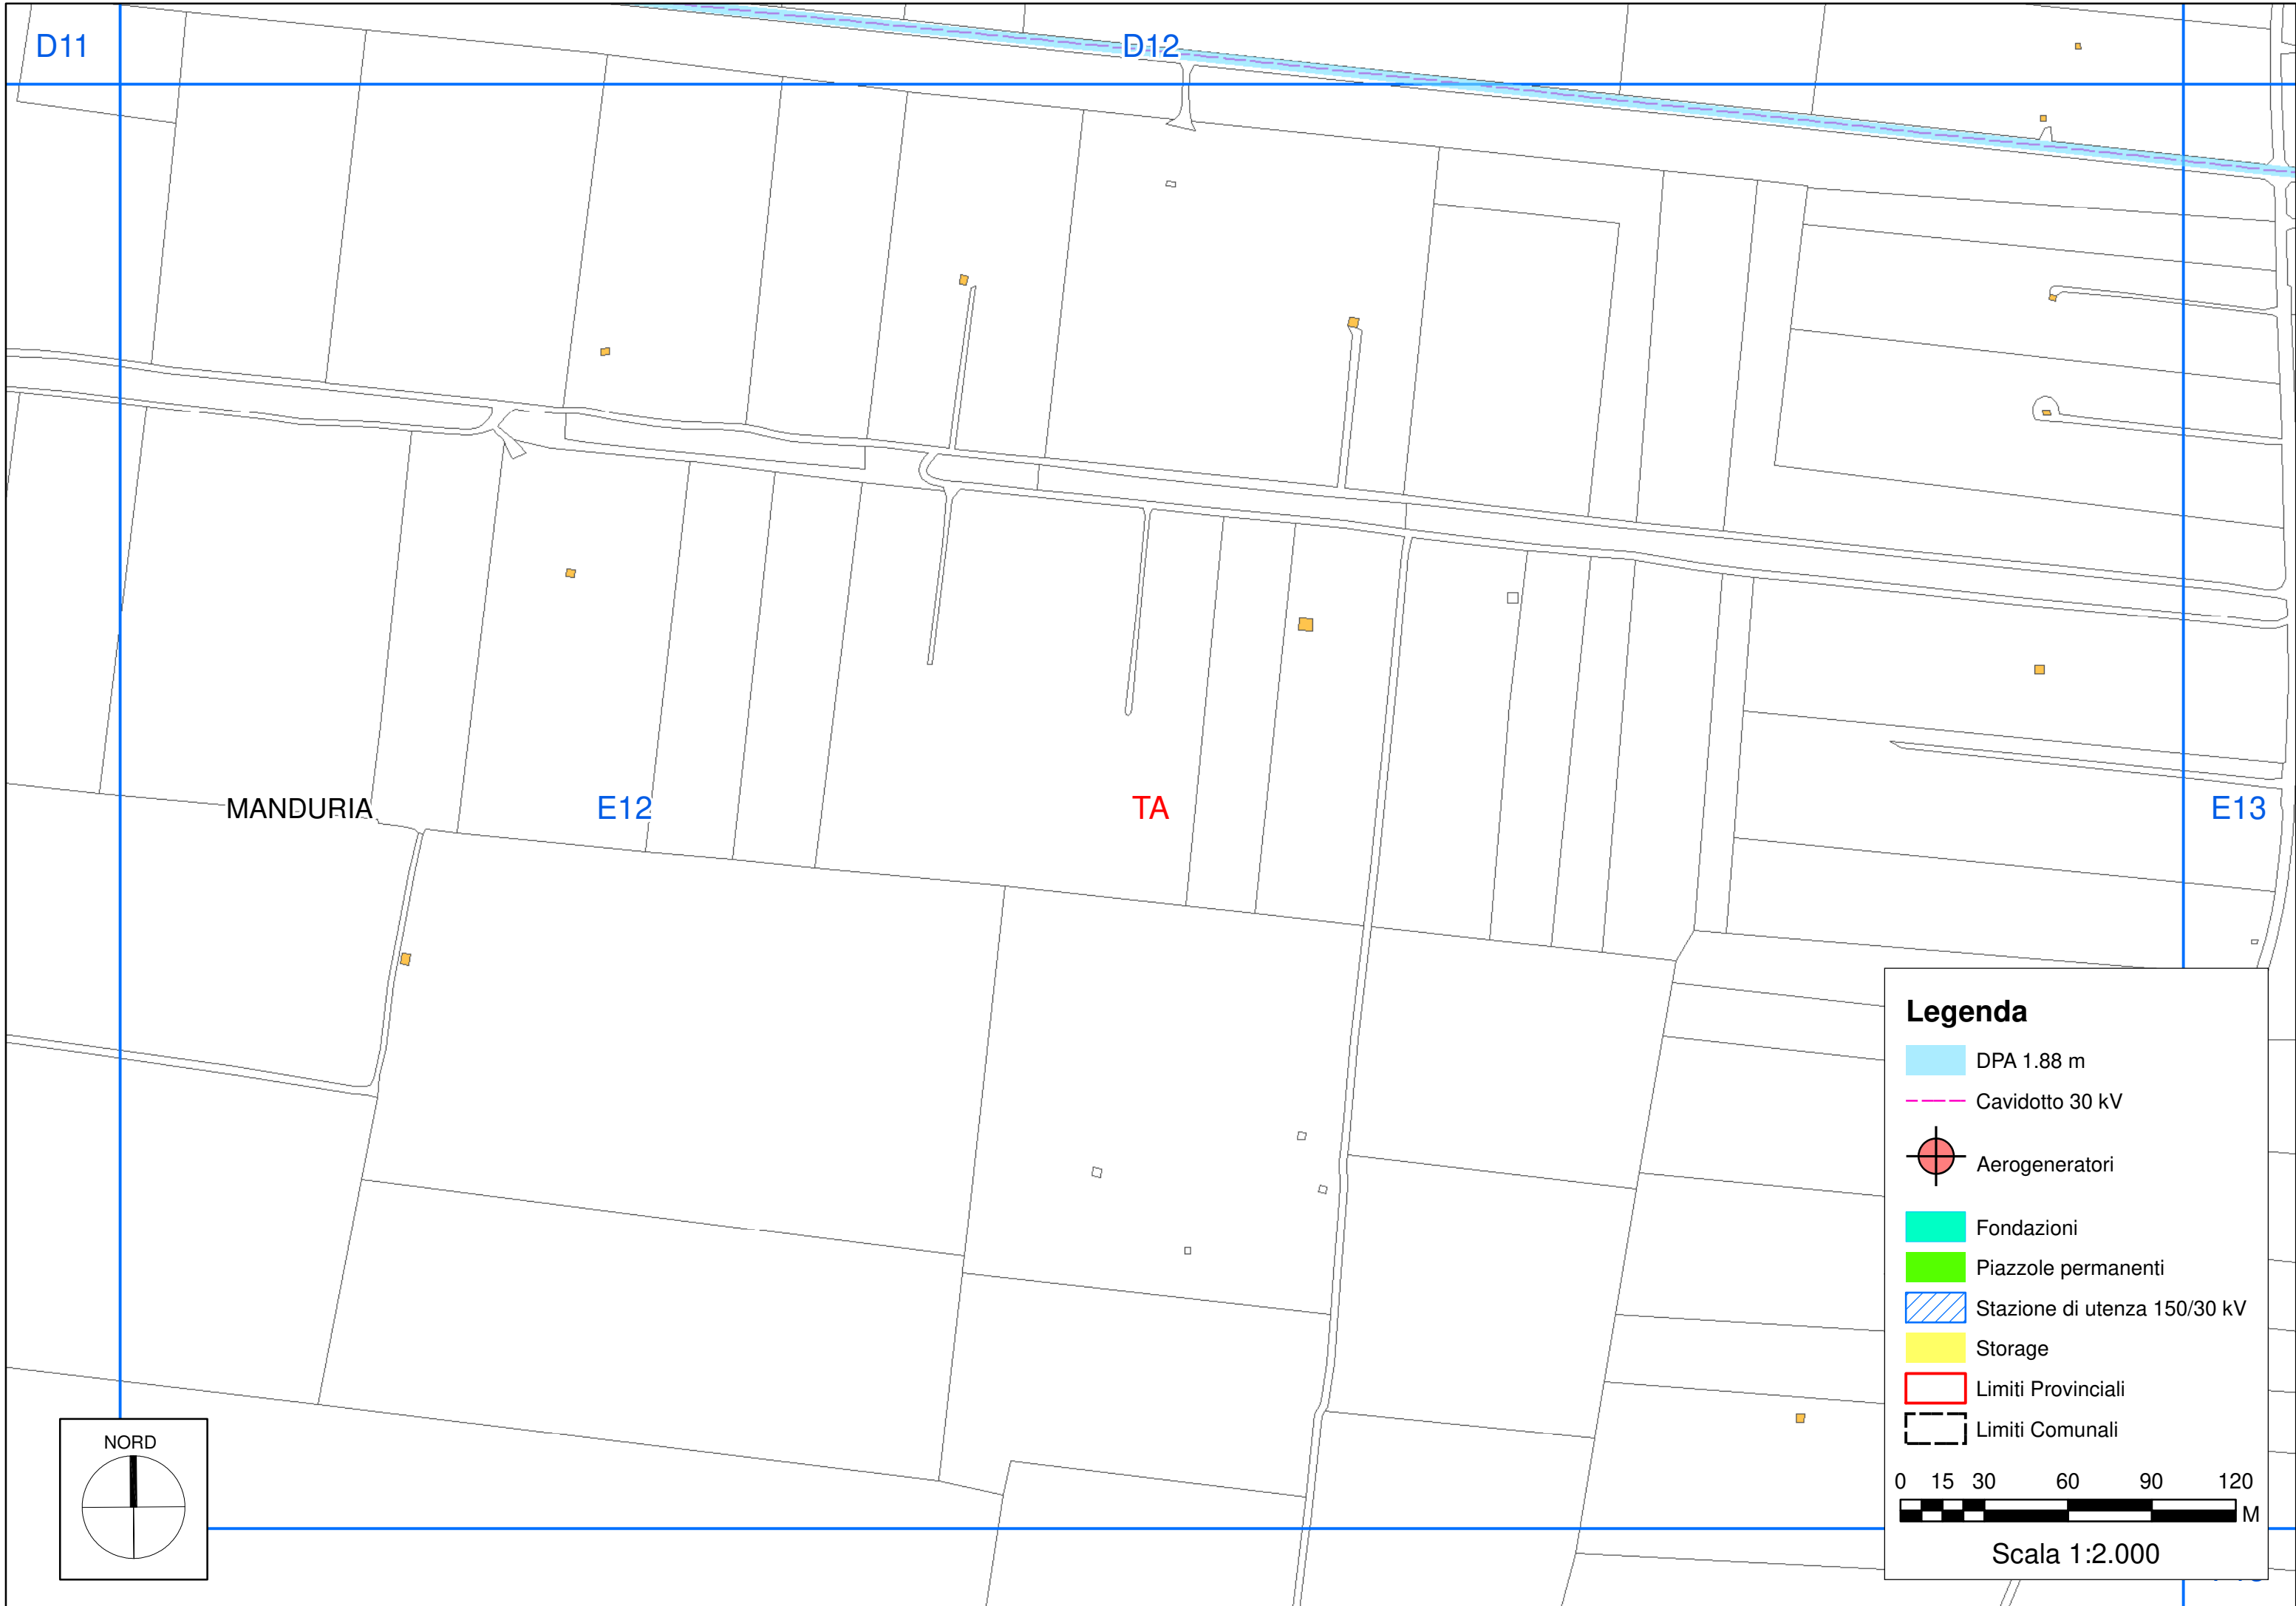 D11
D12
MANDURIA
E12
TA
E13
Legenda
DPA 1.88 m
Cavidotto 30 kV
Aerogeneratori
Fondazioni
Piazzole permanenti
Stazione di utenza 150/30 kV
Storage
Limiti Provinciali
Limiti Comunali
0 15 30 60 90 120
M
Scala 1:2.000
NORD